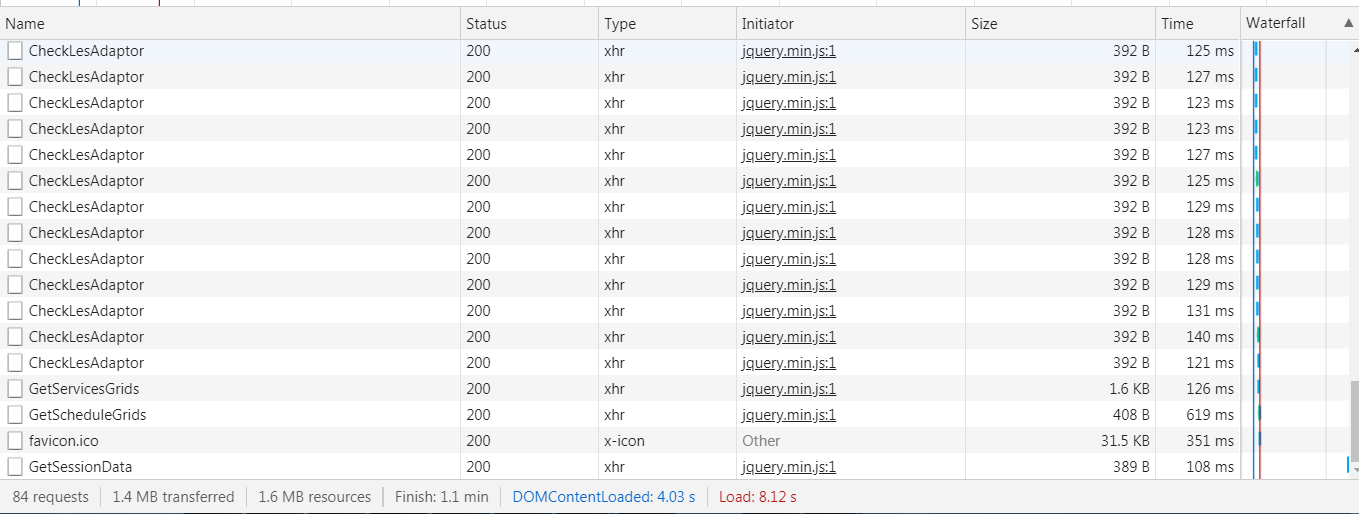 Name Status Type Initiator Size Time Waterfall ▲
CheckLesAdaptor 200 xhr jquery.min.js:1 392 B 125 ms
CheckLesAdaptor 200 xhr jquery.min.js:1 392 B 127 ms
CheckLesAdaptor 200 xhr jquery.min.js:1 392 B 123 ms
CheckLesAdaptor 200 xhr jquery.min.js:1 392 B 123 ms
CheckLesAdaptor 200 xhr jquery.min.js:1 392 B 127 ms
CheckLesAdaptor 200 xhr jquery.min.js:1 392 B 125 ms
CheckLesAdaptor 200 xhr jquery.min.js:1 392 B 129 ms
CheckLesAdaptor 200 xhr jquery.min.js:1 392 B 128 ms
CheckLesAdaptor 200 xhr jquery.min.js:1 392 B 128 ms
CheckLesAdaptor 200 xhr jquery.min.js:1 392 B 129 ms
CheckLesAdaptor 200 xhr jquery.min.js:1 392 B 131 ms
CheckLesAdaptor 200 xhr jquery.min.js:1 392 B 140 ms
CheckLesAdaptor 200 xhr jquery.min.js:1 392 B 121 ms
GetServicesGrids 200 xhr jquery.min.js:1 1.6 KB 126 ms
GetScheduleGrids 200 xhr jquery.min.js:1 408 B 619 ms
favicon.ico 200 x-icon Other 31.5 KB 351 ms
GetSessionData 200 xhr jquery.min.js:1 389 B 108 ms
84 requests 1.4 MB transferred 1.6 MB resources Finish: 1.1 min DOMContentLoaded: 4.03 s Load: 8.12 s